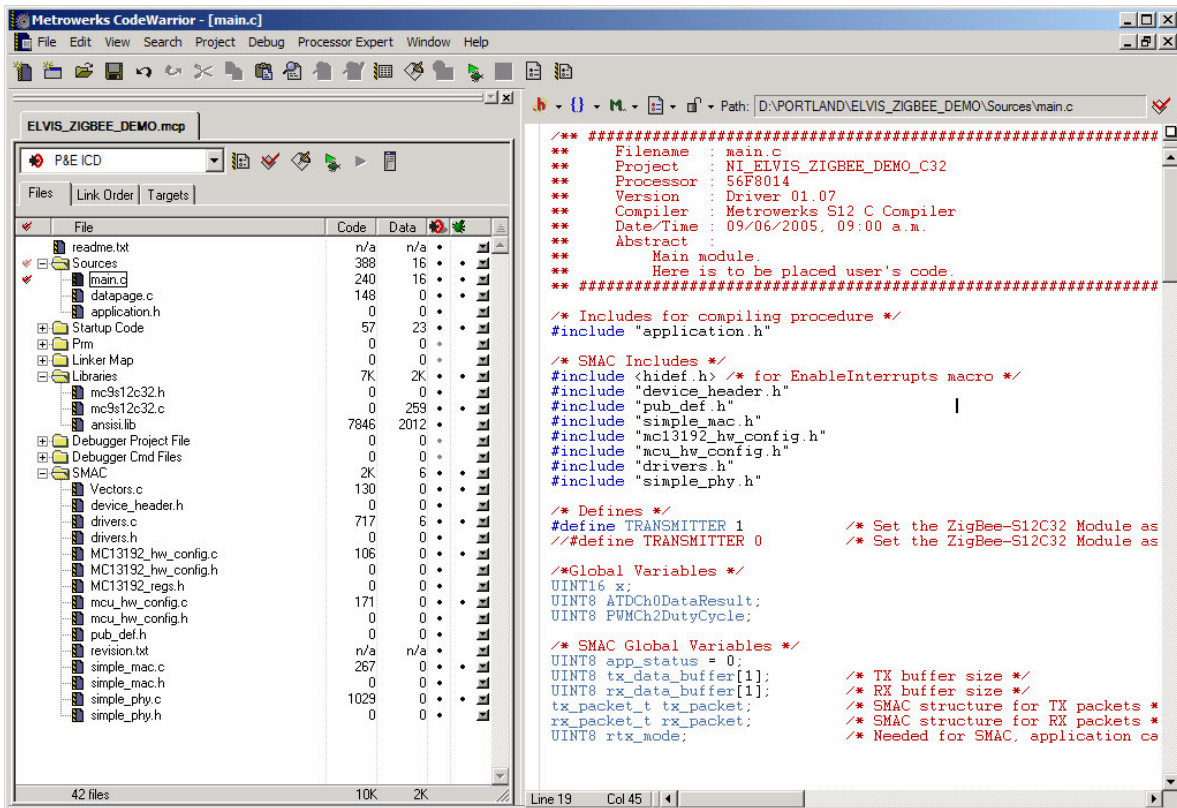 Metrowerks CodeWarrior - [main.c]
File Edit View Search Project Debug Processor Expert Window Help
ELVIS_ZIGBEE_DEMO.mcp
P&E ICD
Files Link Order Targets
File Code Data
readme.txt n/a n/a
Sources 388 16
main.c 240 16
datapage.c 148 0
application.h 0 0
Startup Code 57 23
Prm 0 0
Linker Map 0 0
Libraries 7K 2K
mc9s12c32.h 0 0
mc9s12c32.c 0 259
ansisi.lib 7846 2012
Debugger Project File 0 0
Debugger Cmd Files 0 0
SMAC 2K 6
Vectors.c 130 0
device_header.h 0 0
drivers.c 717 6
drivers.h 0 0
MC13192_hw_config.c 106 0
MC13192_hw_config.h 0 0
MC13192_regs.h 0 0
mcu_hw_config.c 171 0
mcu_hw_config.h 0 0
pub_def.h 0 0
revision.txt n/a n/a
simple_mac.c 267 0
simple_mac.h 0 0
simple_phy.c 1029 0
simple_phy.h 0 0
42 files 10K 2K
h {} M. Path: D:\PORTLAND\ELVIS_ZIGBEE_DEMO\Sources\main.c
/** ##############################################################
** Filename : main.c
** Project : NI_ELVIS_ZIGBEE_DEMO_C32
** Processor : 56F8014
** Version : Driver 01.07
** Compiler : Metrowerks S12 C Compiler
** Date/Time : 09/06/2005, 09:00 a.m.
** Abstract :
** Main module.
** Here is to be placed user's code.
** ###############################################################
/* Includes for compiling procedure */
#include "application.h"
/* SMAC Includes */
#include <hidef.h> /* for EnableInterrupts macro */
#include "device_header.h"
#include "pub_def.h"
#include "simple_mac.h"
#include "mc13192_hw_config.h"
#include "mcu_hw_config.h"
#include "drivers.h"
#include "simple_phy.h"
/* Defines */
#define TRANSMITTER 1 /* Set the ZigBee-S12C32 Module as
//#define TRANSMITTER 0 /* Set the ZigBee-S12C32 Module as
/*Global Variables */
UINT16 x;
UINT8 ATDCh0DataResult;
UINT8 PWMCh2DutyCycle;
/* SMAC Global Variables */
UINT8 app_status = 0;
UINT8 tx_data_buffer[1]; /* TX buffer size */
UINT8 rx_data_buffer[1]; /* RX buffer size */
tx_packet_t tx_packet; /* SMAC structure for TX packets *
rx_packet_t rx_packet; /* SMAC structure for RX packets *
UINT8 rtx_mode; /* Needed for SMAC, application ca
Line 19 Col 45